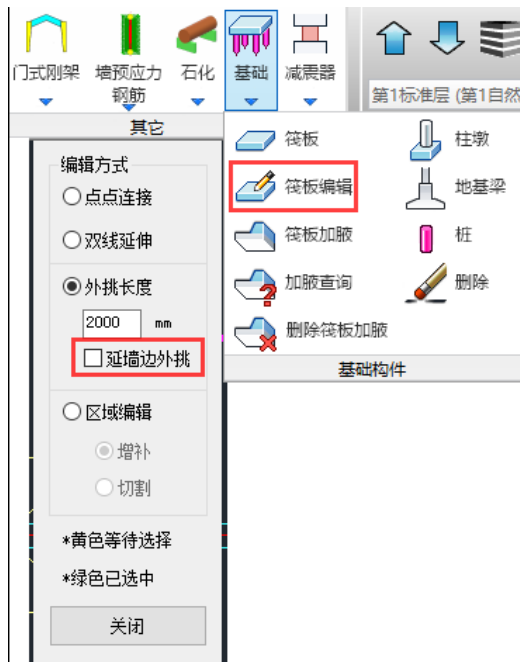 门式刚架 墙预应力 石化 基础 减震器
钢筋
第1标准层 (第1自然
其它
编辑方式
点点连接
双线延伸
外挑长度
2000 mm
延墙边外挑
区域编辑
增补
切割
*黄色等待选择
*绿色已选中
关闭
筏板 柱墩
筏板编辑 地基梁
筏板加腋 桩
加腋查询 删除
删除筏板加腋
基础构件